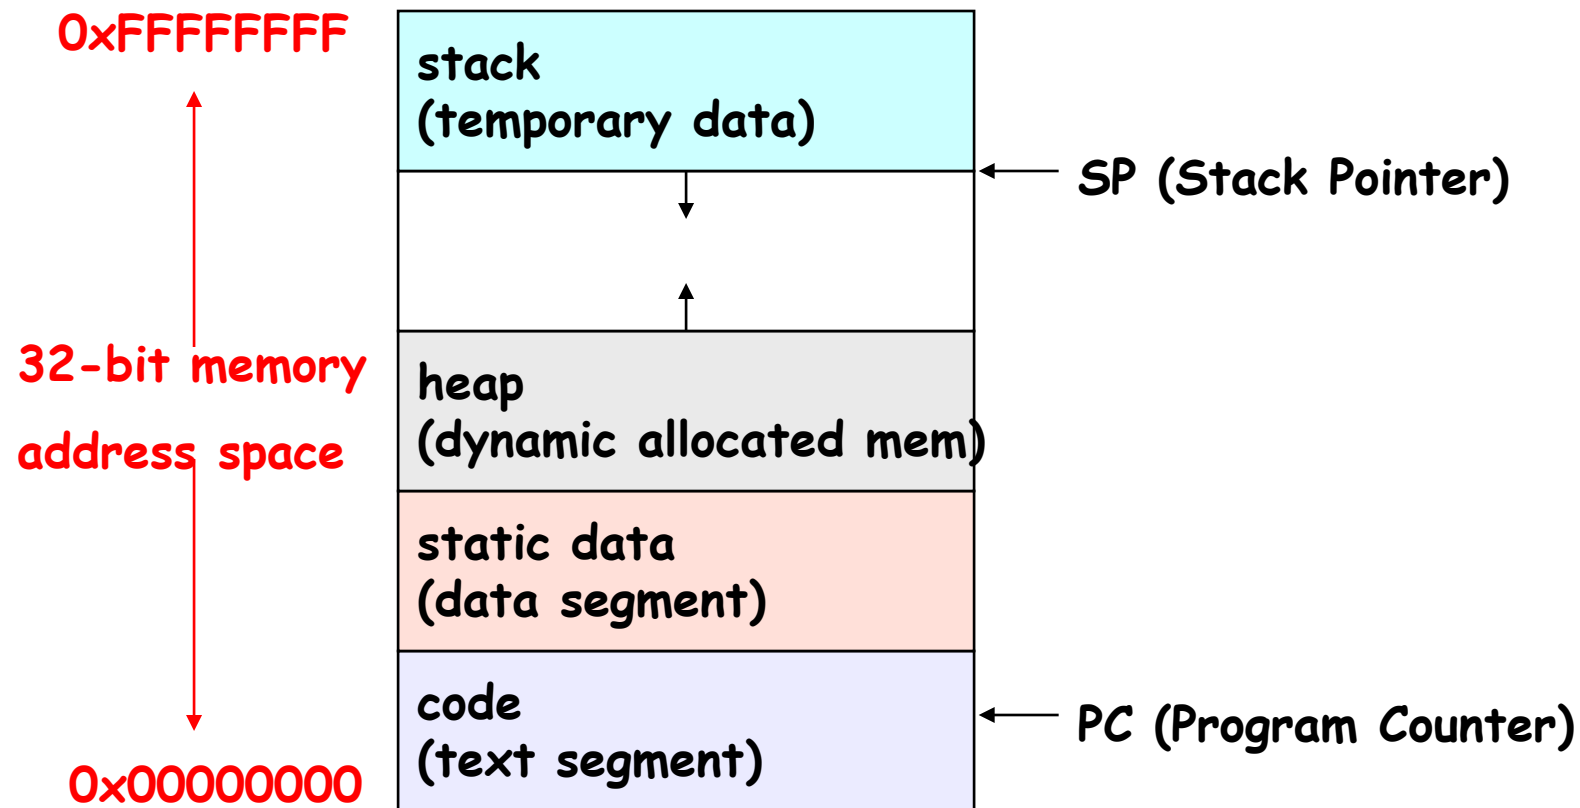 0xFFFFFFFF
stack
(temporary data)
SP (Stack Pointer)
32-bit memory
address space
heap
(dynamic allocated mem)
static data
(data segment)
code
(text segment)
PC (Program Counter)
0x00000000